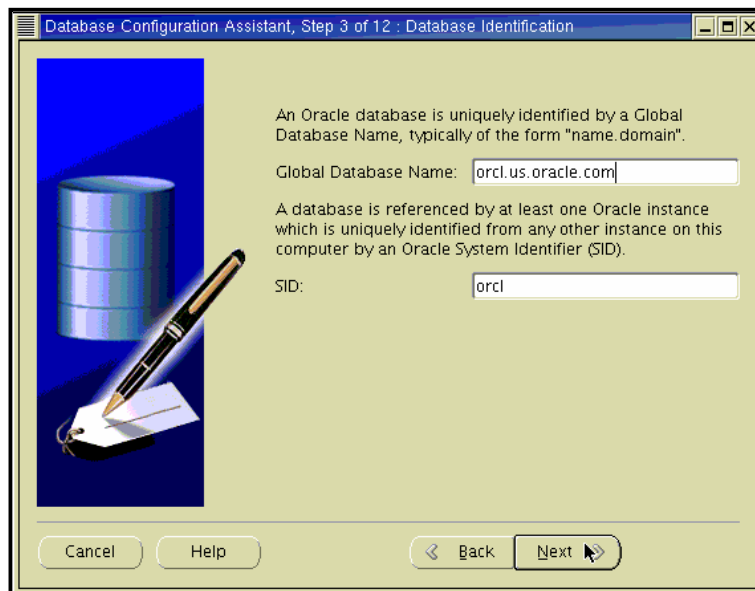 Database Configuration Assistant, Step 3 of 12 : Database Identification
An Oracle database is uniquely identified by a Global
Database Name, typically of the form "name.domain".
Global Database Name: orcl.us.oracle.com
A database is referenced by at least one Oracle instance
which is uniquely identified from any other instance on this
computer by an Oracle System Identifier (SID).
SID: orcl
Cancel Help Back Next